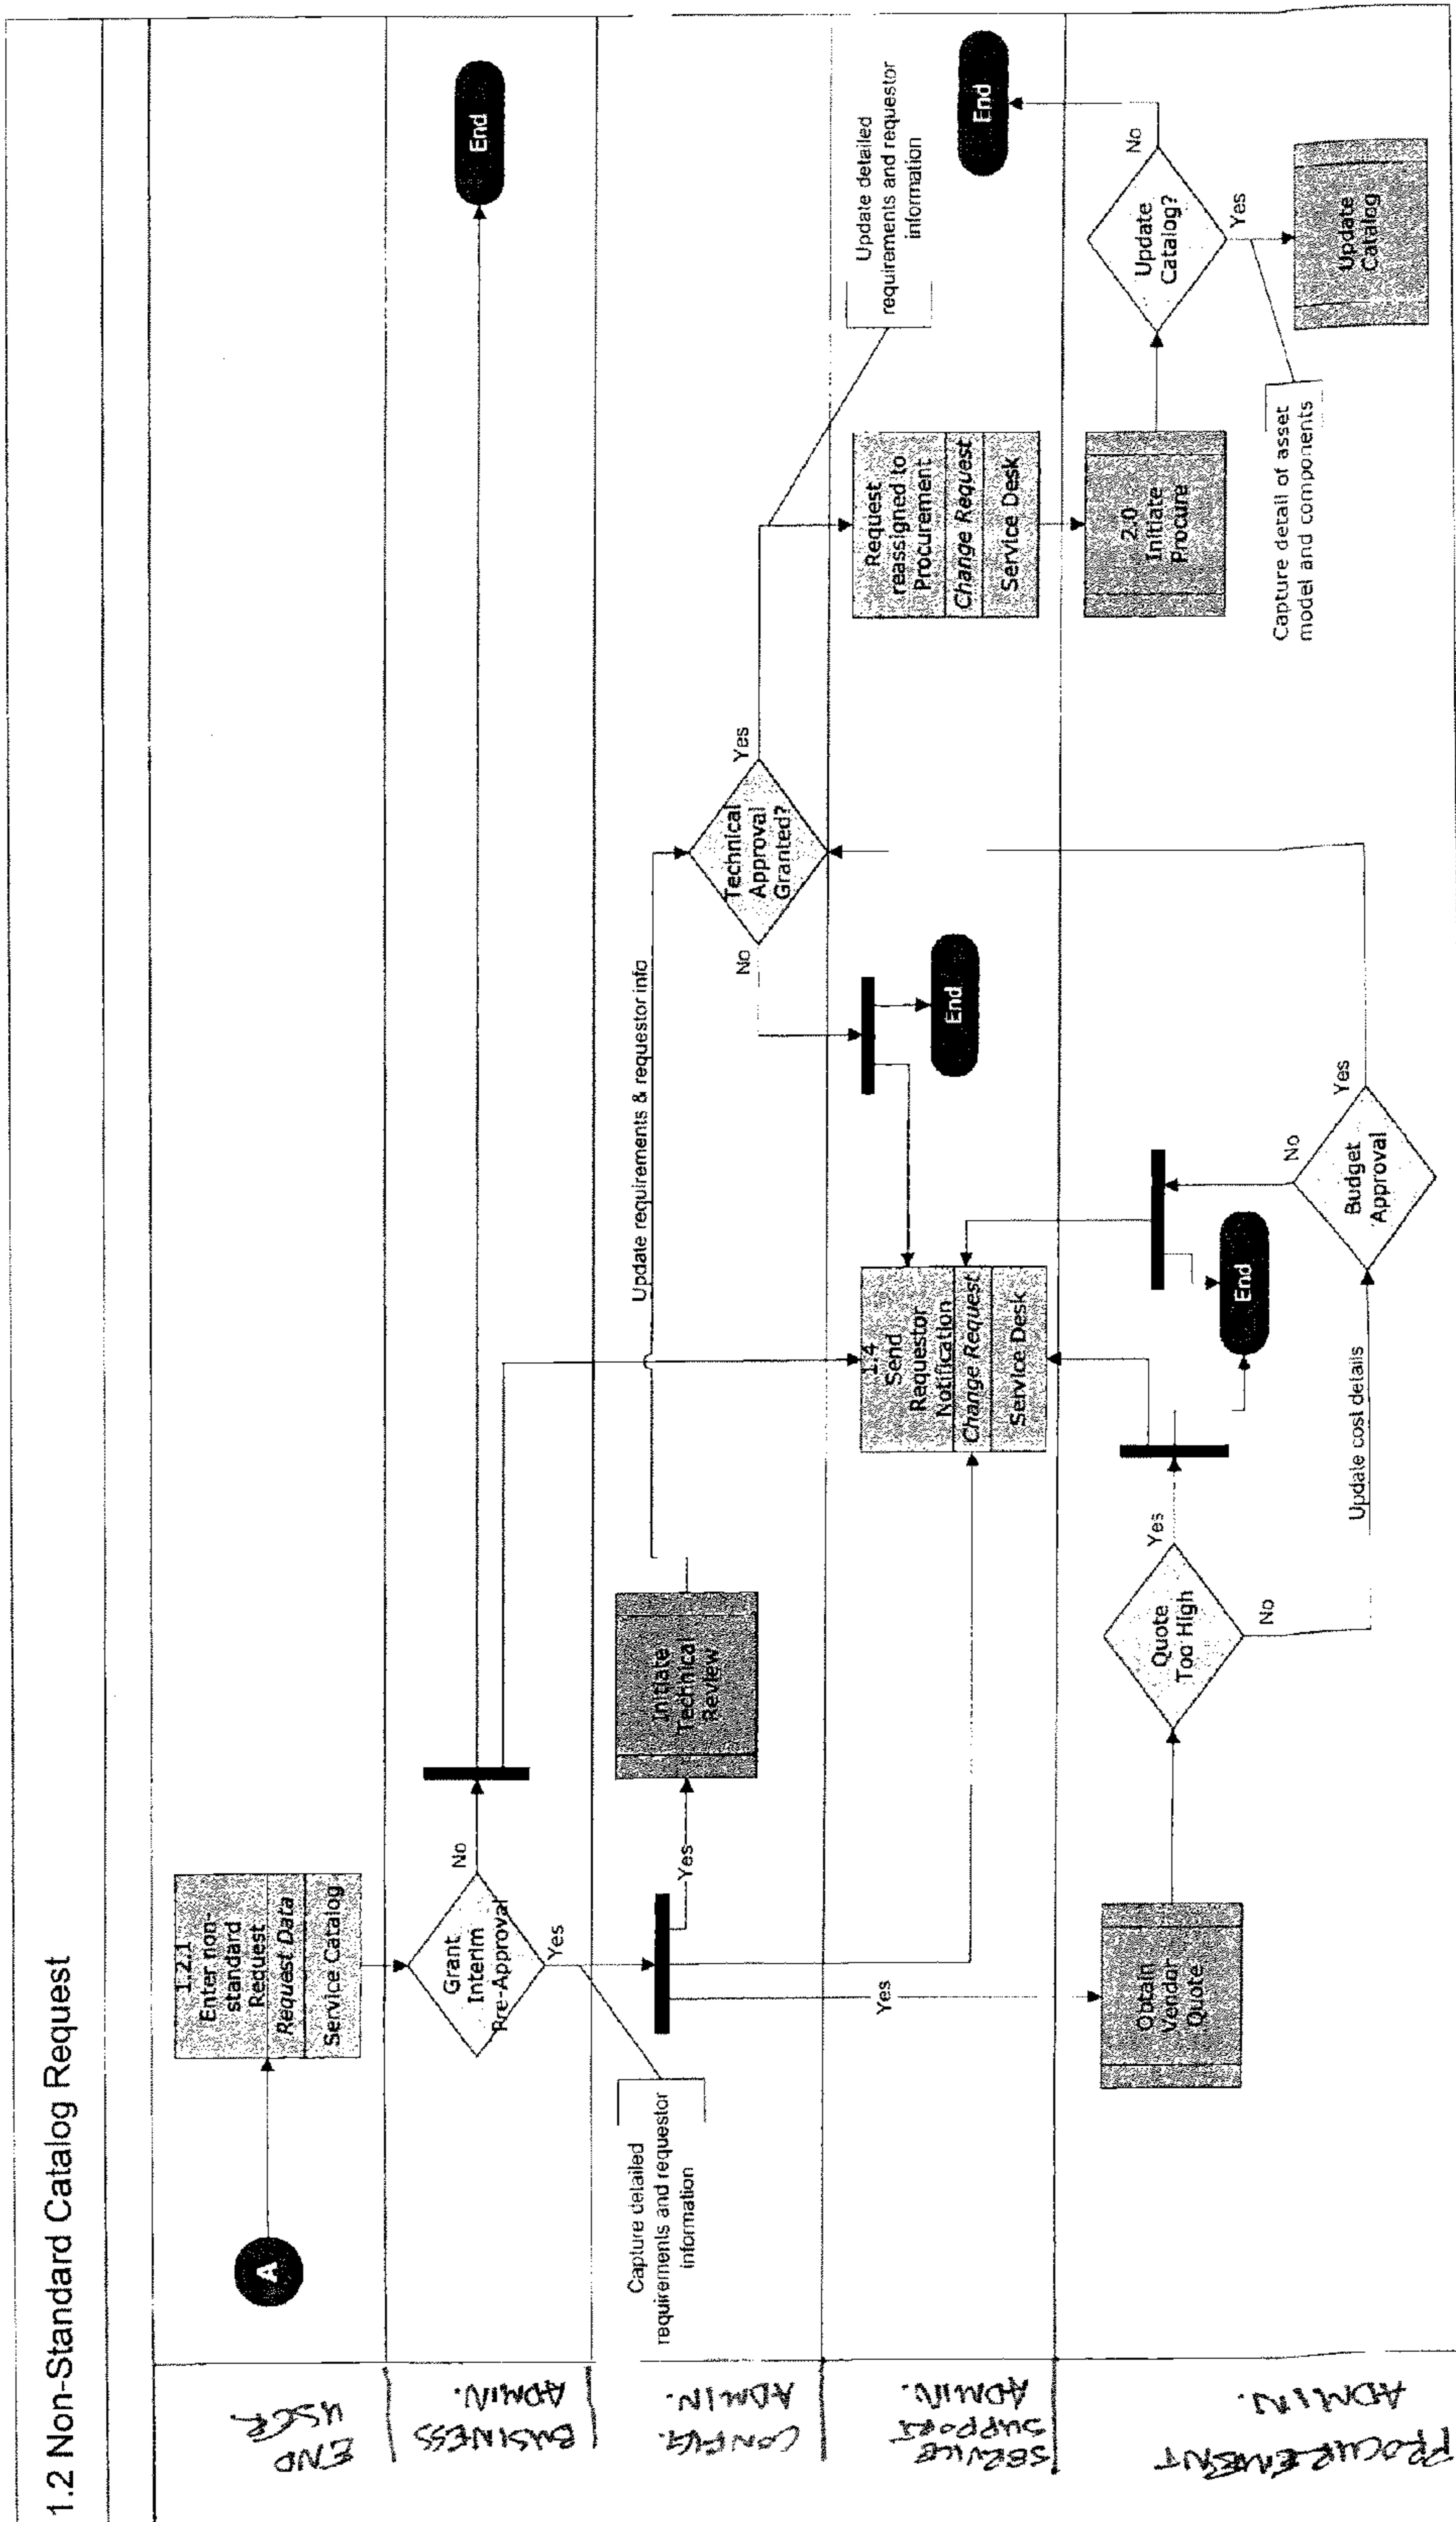 1.2 Non-Standard Catalog Request
END
USER
BUSINESS
ADMIN.
CONFIG.
ADMIN.
SERVICE
SUPPORT
ADMIN.
PROCUREMENT
ADMIN.
A
1.2.1
Enter non-
standard
Request
Request Data
Service Catalog
Grant
Interim
Pre-Approval
No
Yes
End
Capture detailed
requirements and requestor
information
Yes
Initiate
Technical
Review
Update requirements & requestor info
Technical
Approval
Granted?
No
Yes
Update detailed
requirements and requestor
information
Yes
1.4
Send
Requestor
Notification
Change Request
Service Desk
End
Request
reassigned to
Procurement
Change Request
Service Desk
End
Obtain
Vendor
Quote
Quote
Too High
Yes
No
Update cost details
End
Budget
Approval
No
Yes
2.0
Initiate
Procure
Update
Catalog?
No
Yes
Capture detail of asset
model and components
Update
Catalog